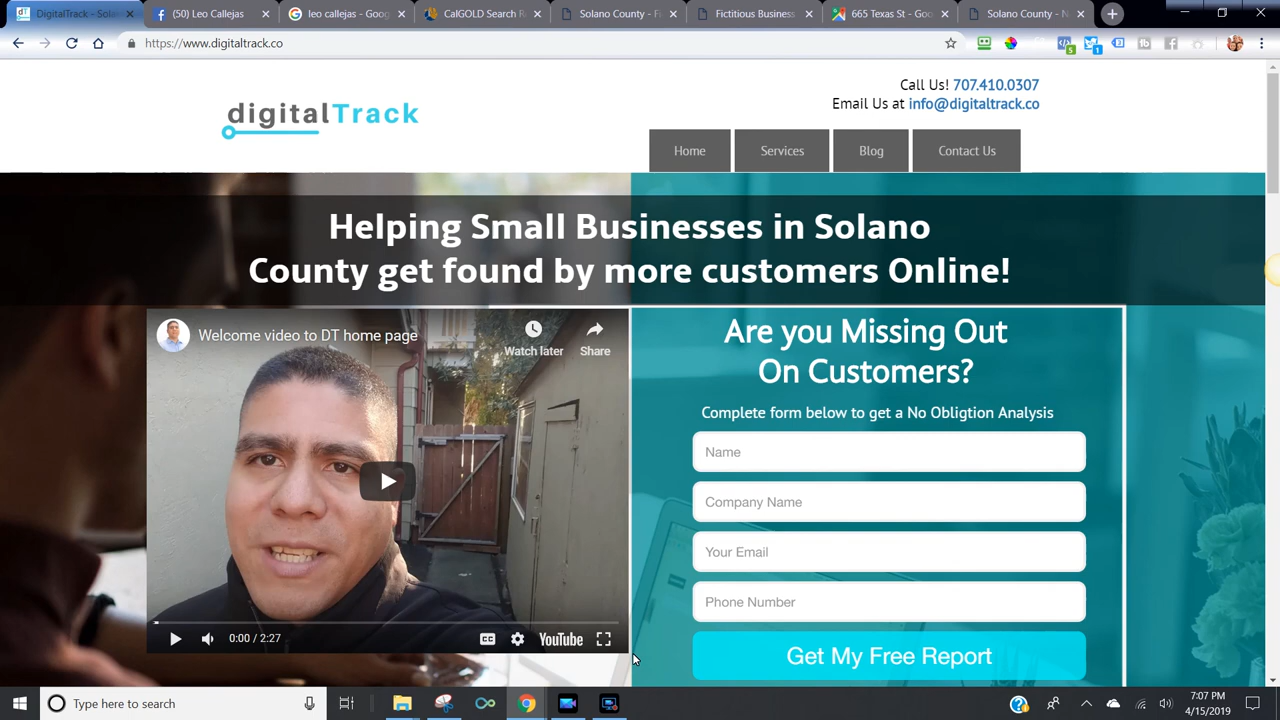 DigitalTrack - Sola
(50) Leo Callejas
leo callejas - Goog
CalGOLD Search R
Solano County - F
Fictitious Business
665 Texas St - Goo
Solano County - N
https://www.digitaltrack.co
5
1
digitalTrack
Call Us! 707.410.0307
Email Us at info@digitaltrack.co
Home
Services
Blog
Contact Us
Helping Small Businesses in Solano
County get found by more customers Online!
Welcome video to DT home page
Watch later
Share
0:00 / 2:27
CC
YouTube
Are you Missing Out
On Customers?
Complete form below to get a No Obligtion Analysis
Name
Company Name
Your Email
Phone Number
Get My Free Report
Type here to search
7:07 PM
4/15/2019